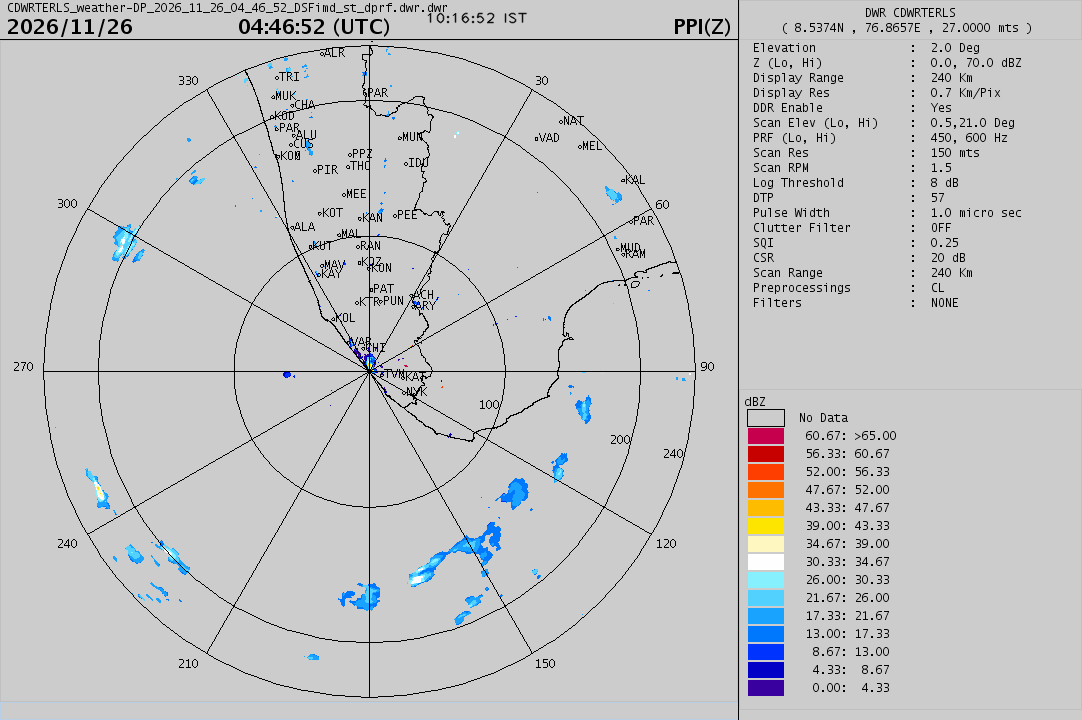 CDWRTERLS_weather-DP_2026_11_26_04_46_52_DSFimd_st_dprf.dwr.dwr
2026/11/26 04:46:52 (UTC) 10:16:52 IST PPI(Z)
DWR CDWRTERLS
( 8.5374N , 76.8657E , 27.0000 mts )
Elevation : 2.0 Deg
Z (Lo, Hi) : 0.0, 70.0 dBZ
Display Range : 240 Km
Display Res : 0.7 Km/Pix
DDR Enable : Yes
Scan Elev (Lo, Hi) : 0.5,21.0 Deg
PRF (Lo, Hi) : 450, 600 Hz
Scan Res : 150 mts
Scan RPM : 1.5
Log Threshold : 8 dB
DTP : 57
Pulse Width : 1.0 micro sec
Clutter Filter : OFF
SQI : 0.25
CSR : 20 dB
Scan Range : 240 Km
Preprocessings : CL
Filters : NONE
dBZ
No Data
60.67: >65.00
56.33: 60.67
52.00: 56.33
47.67: 52.00
43.33: 47.67
39.00: 43.33
34.67: 39.00
30.33: 34.67
26.00: 30.33
21.67: 26.00
17.33: 21.67
13.00: 17.33
8.67: 13.00
4.33: 8.67
0.00: 4.33
ALR
330 TRI 30
MUK PAR
CHA
KOD NAT
PAR
ALU MUN VAD
CUS MEL
PPZ
THO IDU
PIR KAL
MEE
300 60
KOT KAN PEE
ALA PAR
MAL
KUT RAN MUD
RAM
MAV KOZ KON
KAY
PAT
KTR PUN ACH
ARY
KOL
VAR
270 90
TVM KAT
NYK
100
200
240
240 120
210 150